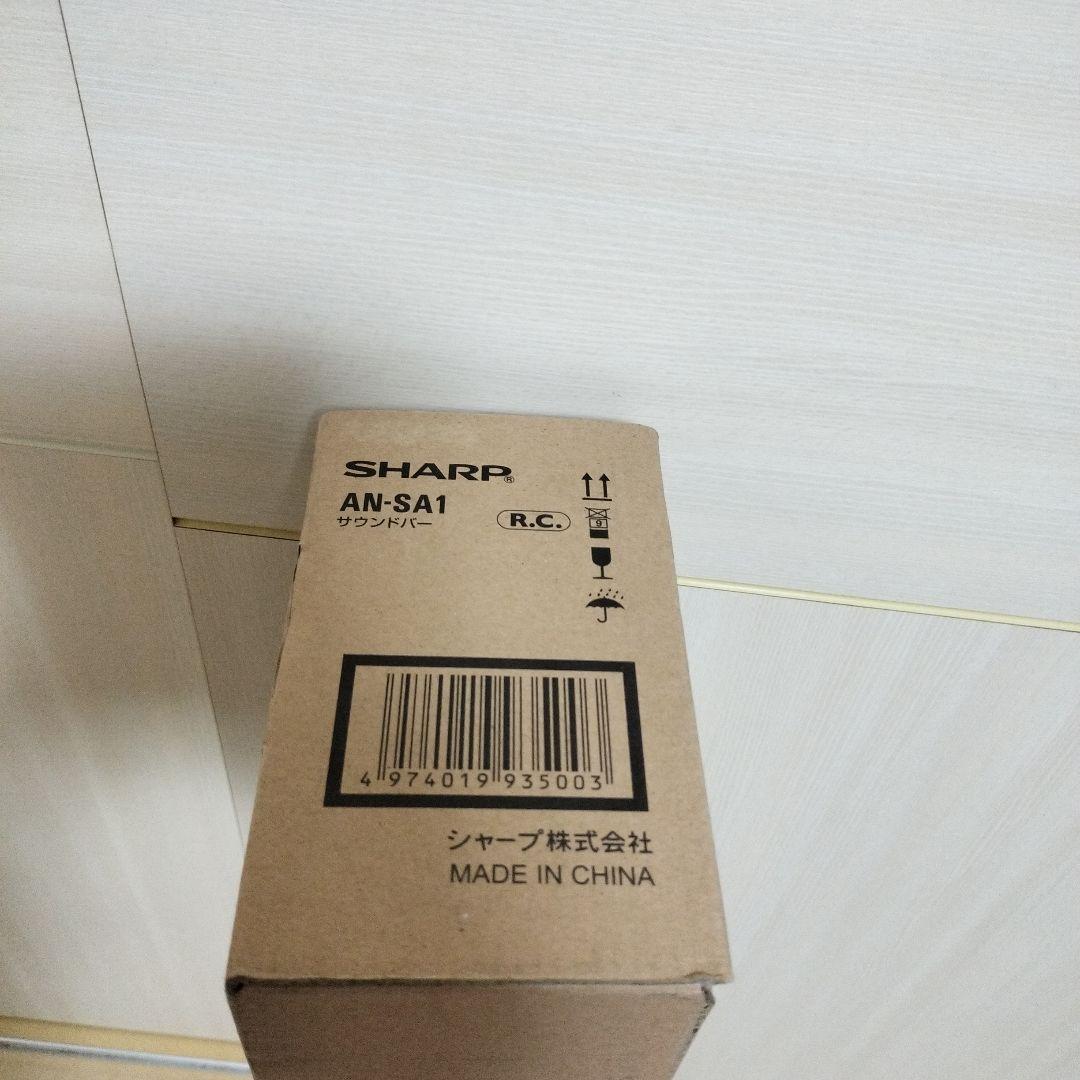 SHARP®
AN-SA1
サウンドバー
R.C.
9
4 974019 935003
シャープ株式会社
MADE IN CHINA